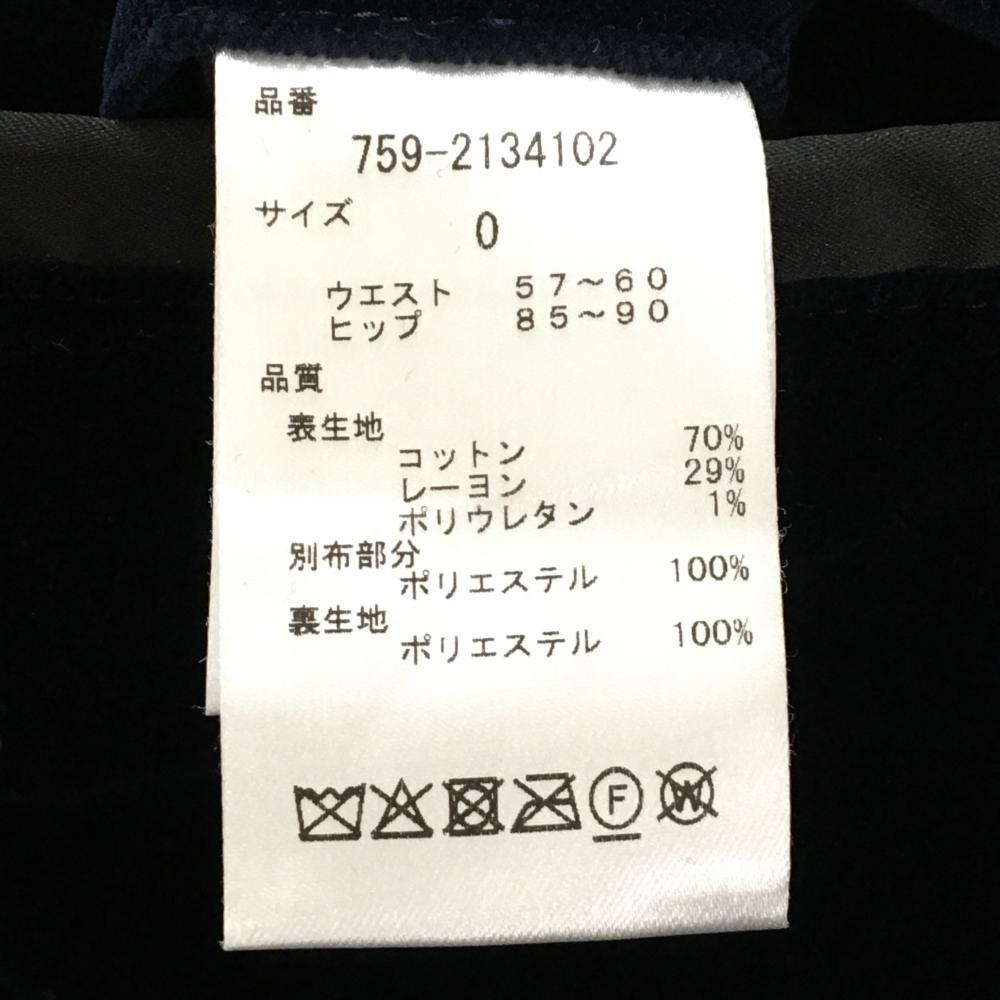 品番
759-2134102
サイズ 0
ウエスト 57～60
ヒップ 85～90
品質
表生地
コットン 70%
レーヨン 29%
ポリウレタン 1%
別布部分
ポリエステル 100%
裏生地
ポリエステル 100%
F W